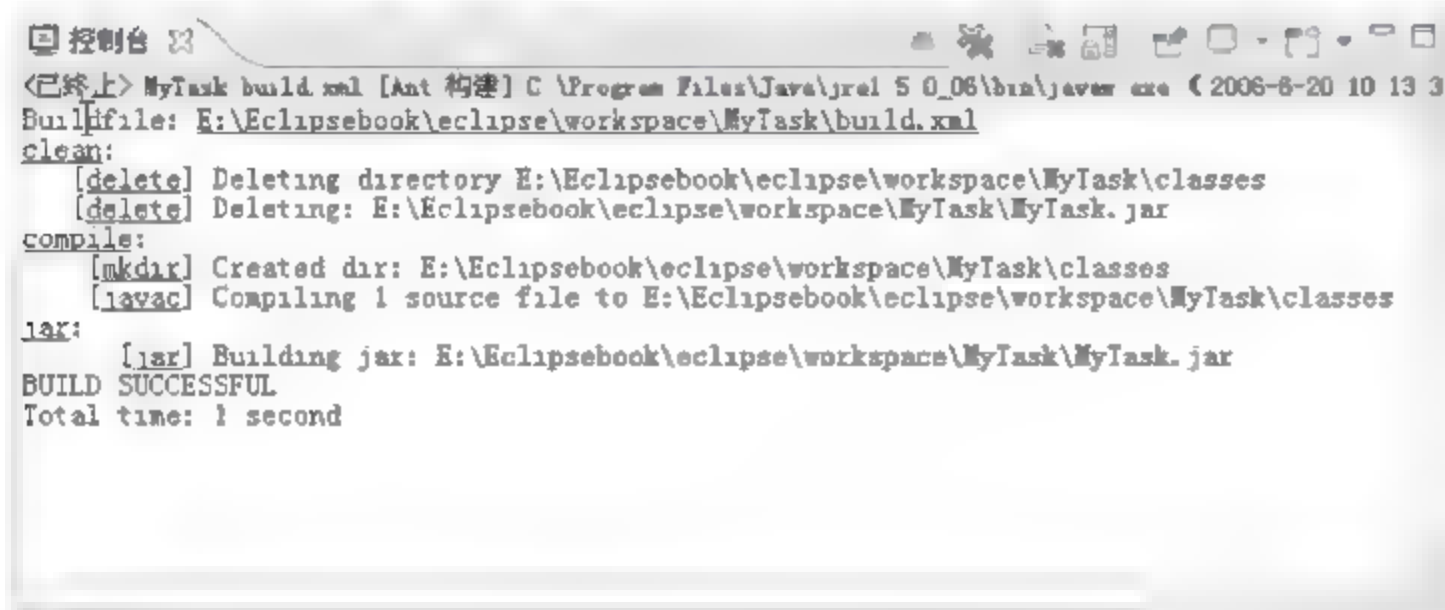 控制台
<已终止> MyTask build.xml [Ant 构建] C:\Program Files\Java\jre1.5.0_06\bin\javaw.exe (2006-6-20 10 13 3
Buildfile: E:\Eclipsebook\eclipse\workspace\MyTask\build.xml
clean:
[delete] Deleting directory E:\Eclipsebook\eclipse\workspace\MyTask\classes
[delete] Deleting: E:\Eclipsebook\eclipse\workspace\MyTask\MyTask.jar
compile:
[mkdir] Created dir: E:\Eclipsebook\eclipse\workspace\MyTask\classes
[javac] Compiling 1 source file to E:\Eclipsebook\eclipse\workspace\MyTask\classes
jar:
[jar] Building jar: E:\Eclipsebook\eclipse\workspace\MyTask\MyTask.jar
BUILD SUCCESSFUL
Total time: 1 second